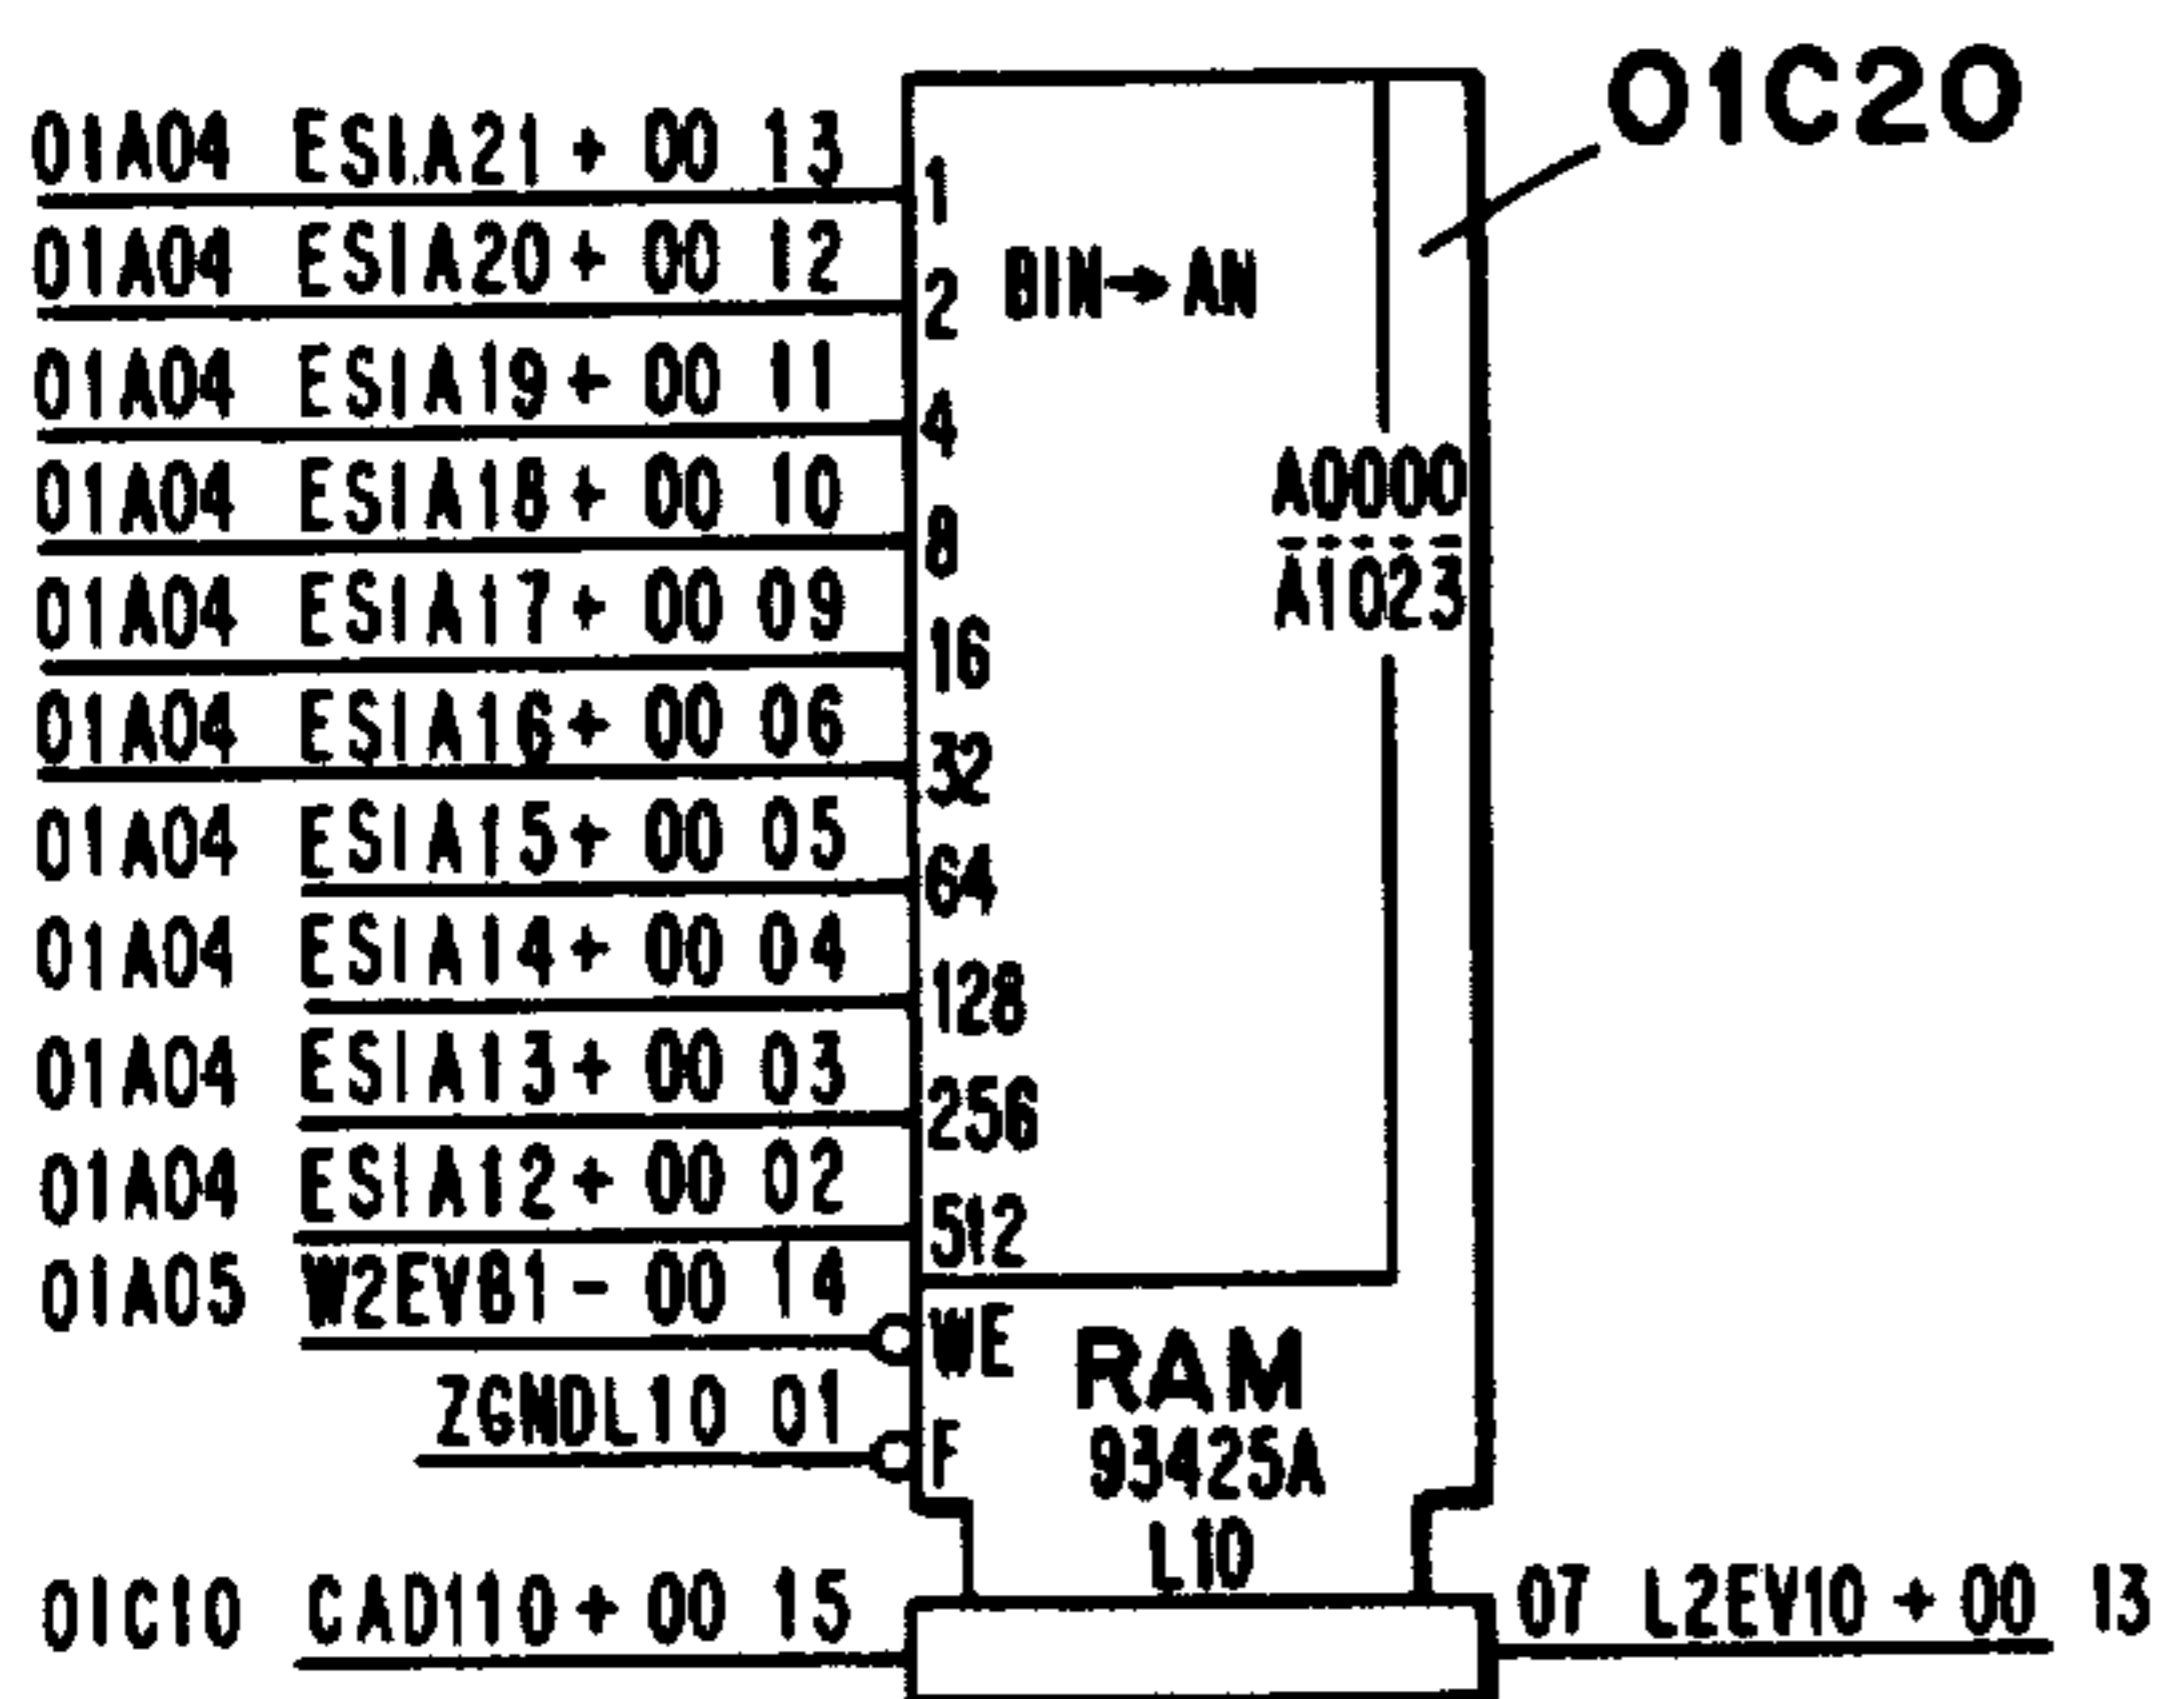 01C20
01A04 ESIA21+ 00 13 1
01A04 ESIA20+ 00 12 2 BIN→AN
01A04 ESIA19+ 00 11 4
01A04 ESIA18+ 00 10 8 A0000
01A04 ESIA17+ 00 09 16 A1023
01A04 ESIA16+ 00 06 32
01A04 ESIA15+ 00 05 64
01A04 ESIA14+ 00 04 128
01A04 ESIA13+ 00 03 256
01A04 ESIA12+ 00 02 512
01A05 W2EVB1- 00 14 WE RAM
ZGNDL10 01 F 93425A
L10
01C10 CAD110+ 00 15 07 L2EV10+00 13